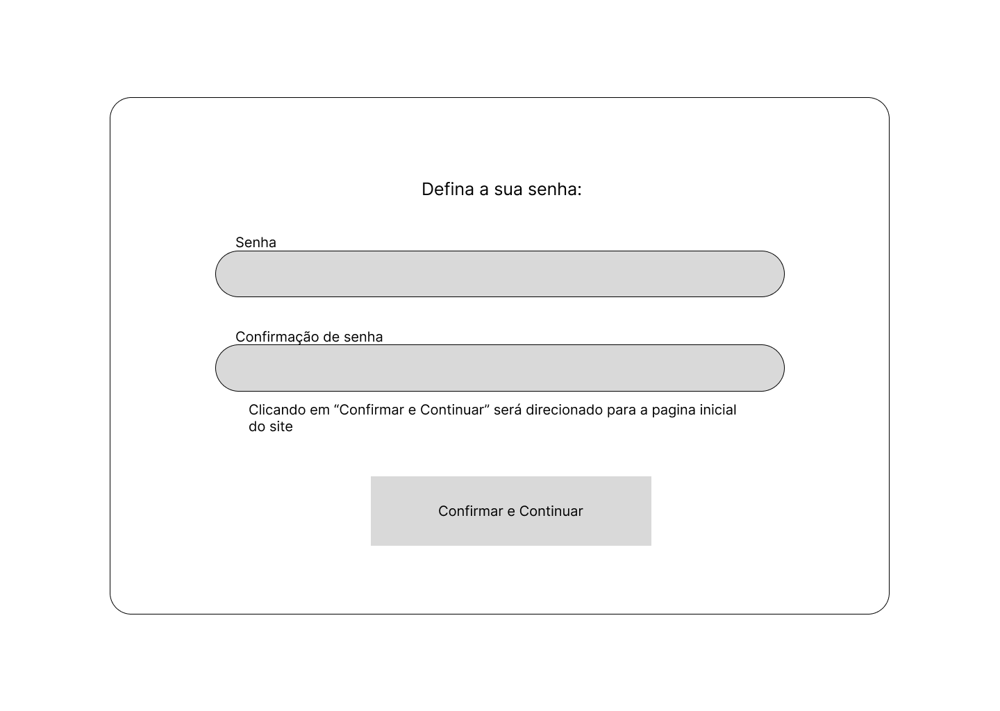 Defina a sua senha:
Senha
Confirmação de senha
Clicando em “Confirmar e Continuar” será direcionado para a pagina inicial
do site
Confirmar e Continuar